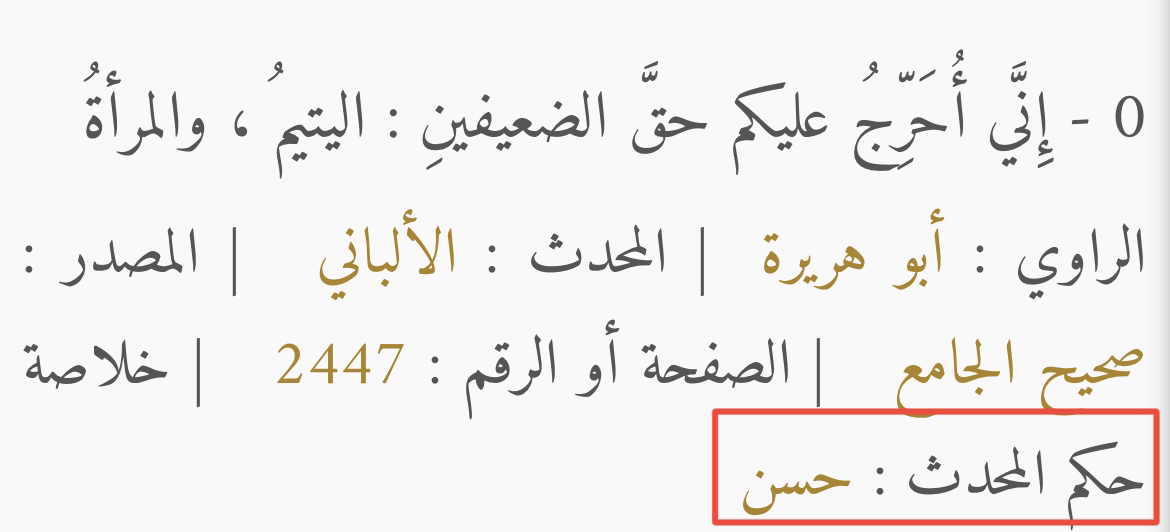 0 - إِنَّي أُحَرِّجُ عليكم حقَّ الضعيفينِ : اليتيمُ ، والمرأةُ
الراوي : أبو هريرة | المحدث : الألباني | المصدر :
صحيح الجامع | الصفحة أو الرقم : 2447 | خلاصة
حكم المحدث : حسن